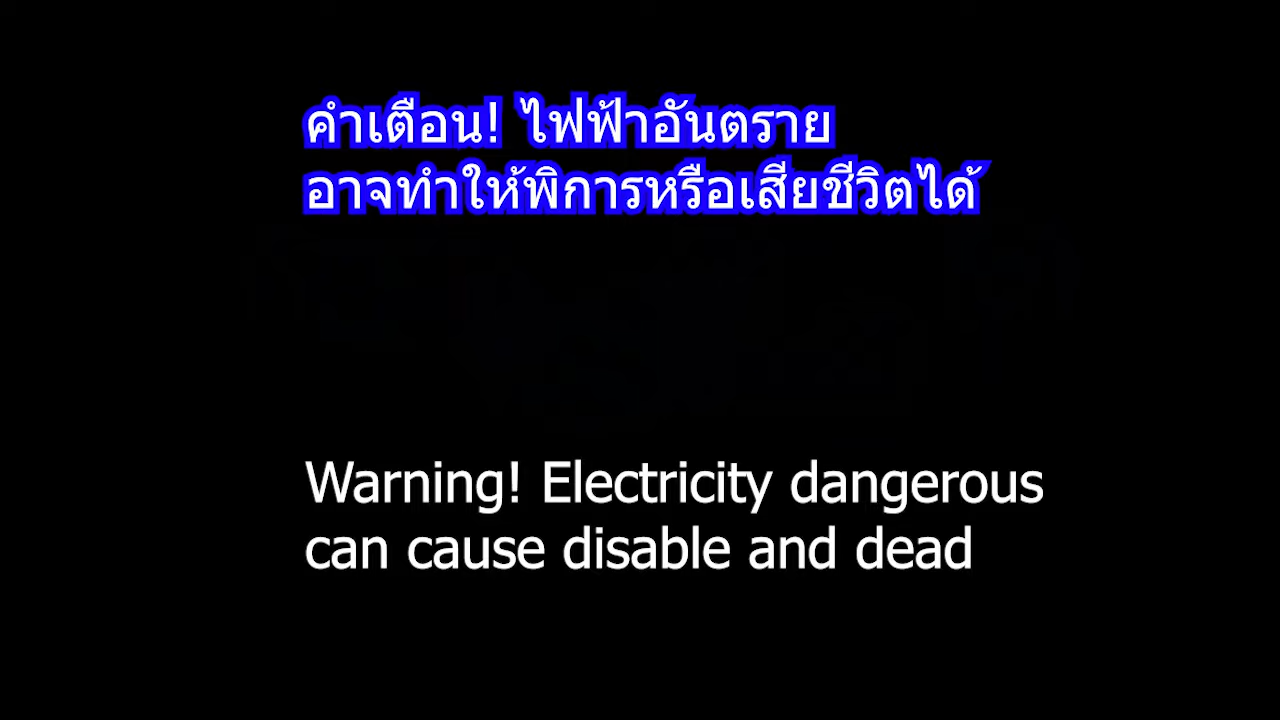 คำเตือน! ไฟฟ้าอันตราย
อาจทำให้พิการหรือเสียชีวิตได้
Warning! Electricity dangerous
can cause disable and dead